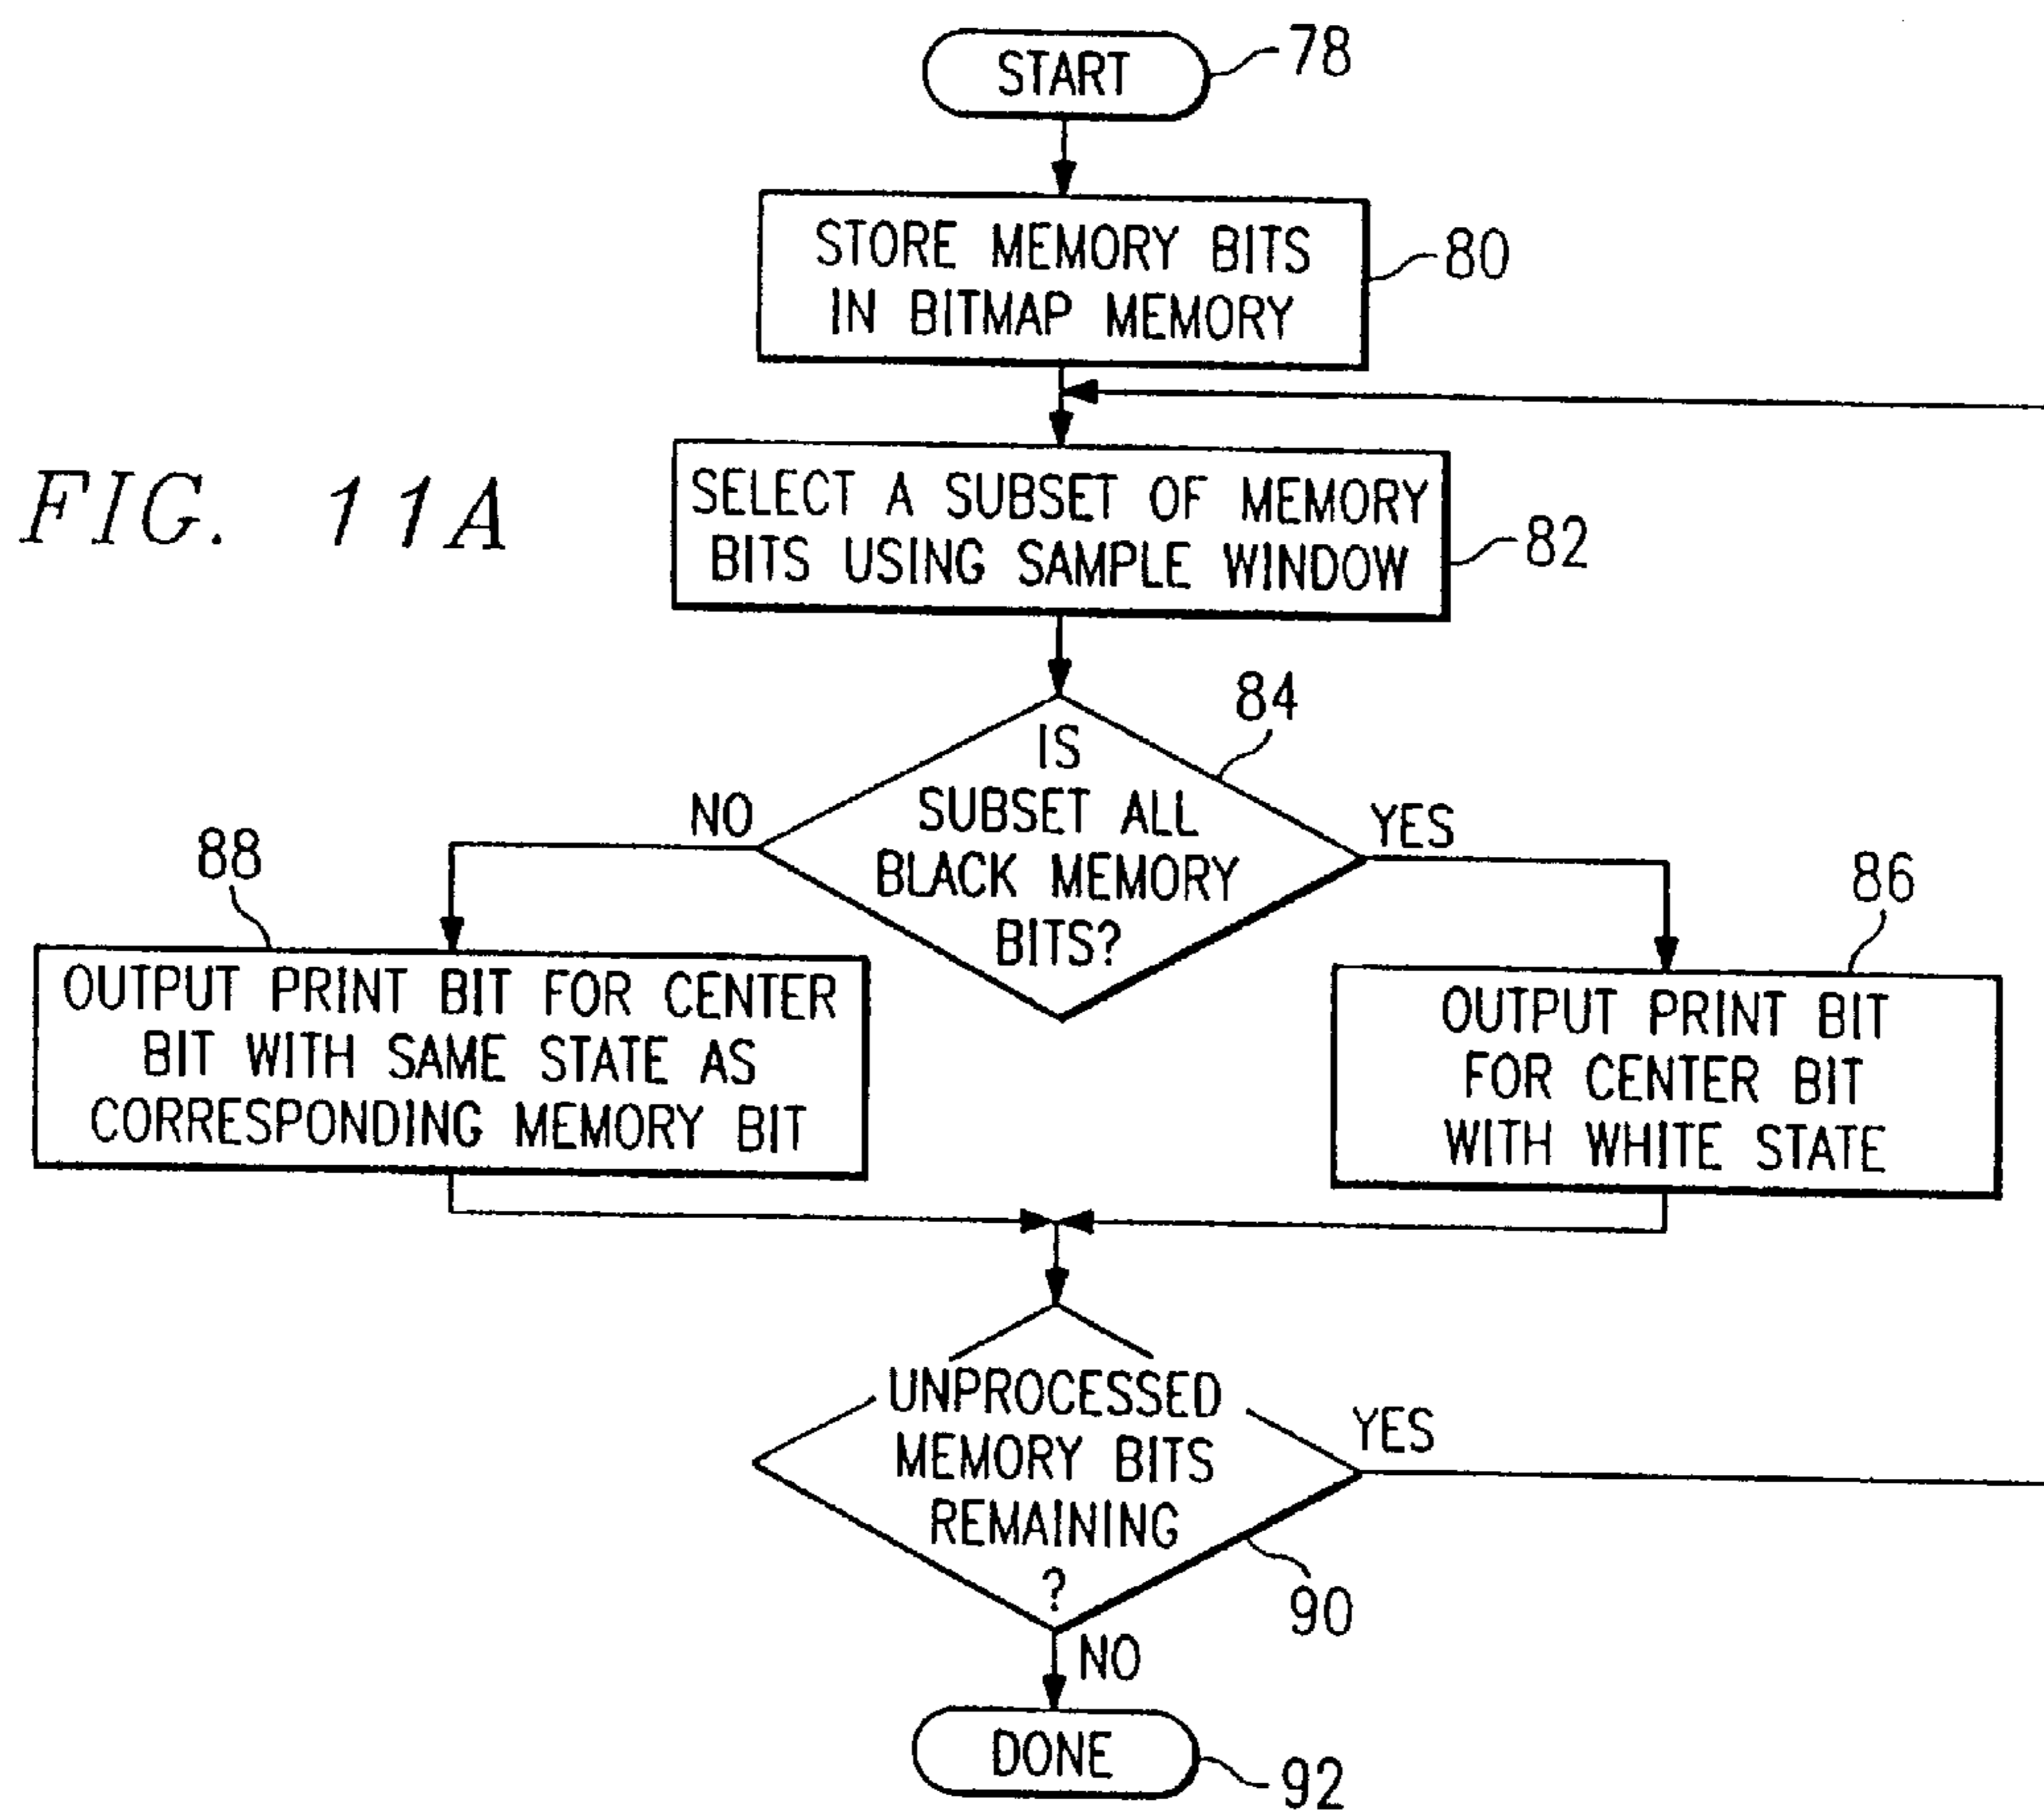 START
78
STORE MEMORY BITS
IN BITMAP MEMORY
80
FIG. 11A
SELECT A SUBSET OF MEMORY
BITS USING SAMPLE WINDOW
82
84
IS
SUBSET ALL
BLACK MEMORY
BITS?
NO
YES
88
OUTPUT PRINT BIT FOR CENTER
BIT WITH SAME STATE AS
CORRESPONDING MEMORY BIT
86
OUTPUT PRINT BIT
FOR CENTER BIT
WITH WHITE STATE
UNPROCESSED
MEMORY BITS
REMAINING
?
YES
90
NO
DONE
92